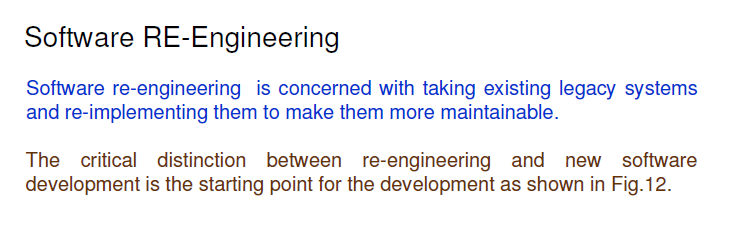 Software RE-Engineering
Software re-engineering is concerned with taking existing legacy systems
and re-implementing them to make them more maintainable.
The critical distinction between re-engineering and new software
development is the starting point for the development as shown in Fig.12.